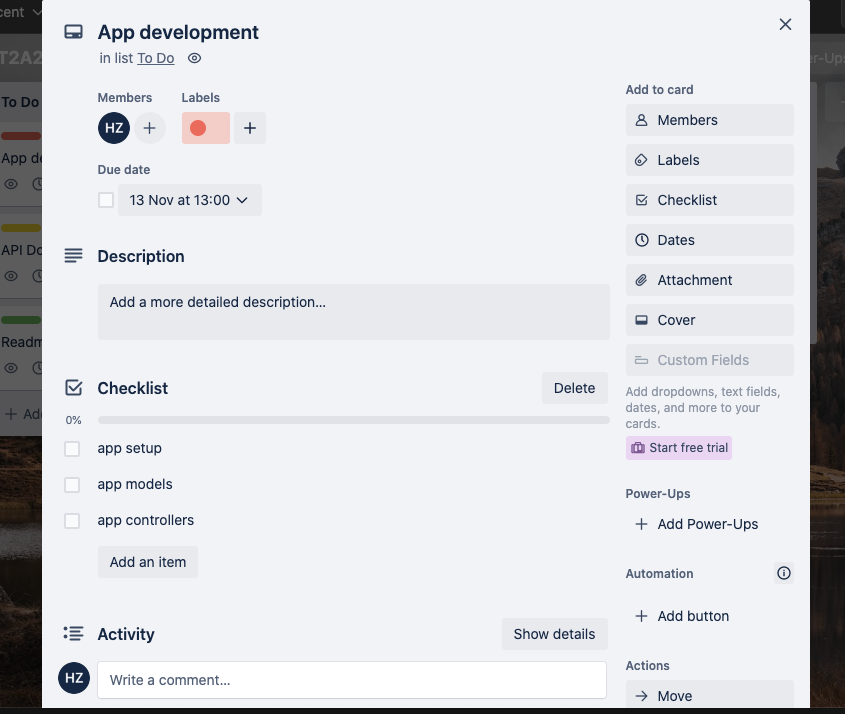 cent
App development
in list To Do
T2A2
er-Ups
To Do
Members
Labels
Add to card
HZ
Members
App de
Labels
Due date
13 Nov at 13:00
Checklist
Dates
API Do
Description
Attachment
Add a more detailed description...
Cover
Readm
Custom Fields
Add dropdowns, text fields,
dates, and more to your
cards.
Checklist
Delete
Add
0%
Start free trial
app setup
app models
Power-Ups
app controllers
Add Power-Ups
Add an item
Automation
Add button
Activity
Show details
Actions
HZ
Write a comment...
Move